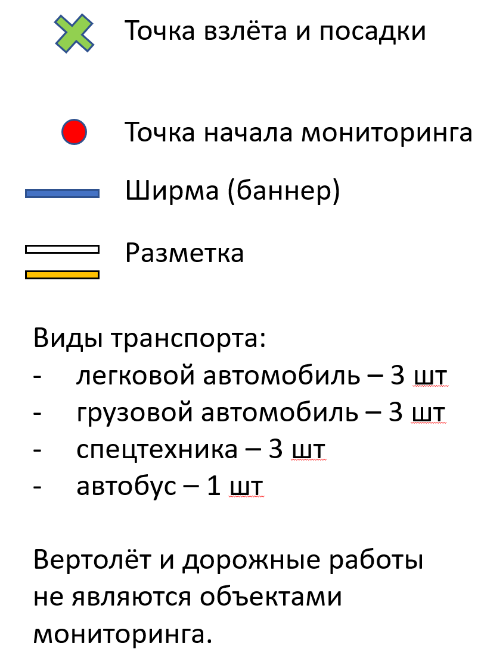 Точка взлёта и посадки
Точка начала мониторинга
Ширма (баннер)
Разметка
Виды транспорта:
- легковой автомобиль – 3 шт
- грузовой автомобиль – 3 шт
- спецтехника – 3 шт
- автобус – 1 шт
Вертолёт и дорожные работы
не являются объектами
мониторинга.